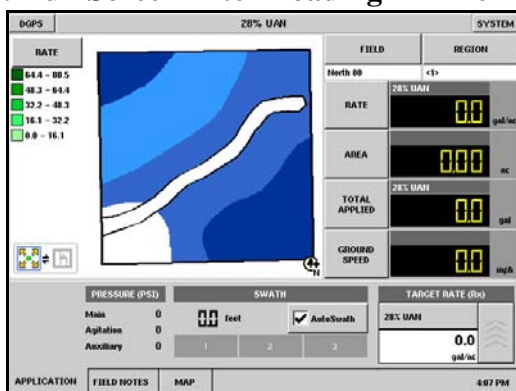 DGPS 28% UAN SYSTEM
RATE
64.4 - 80.5
48.3 - 64.4
32.2 - 48.3
16.1 - 32.2
0.0 - 16.1
N
FIELD REGION
North 80 <1>
RATE 28% UAN 0.0 gal/ac
AREA 0.00 ac
TOTAL APPLIED 28% UAN 0.0 gal
GROUND SPEED 0.0 mph
PRESSURE (PSI) SWATH TARGET RATE (Rx)
Main 0 0.0 feet AutoSwath 28% UAN
Agitation 0
Auxiliary 0 1 2 3 0.0
gal/ac
APPLICATION FIELD NOTES MAP 4:07 PM